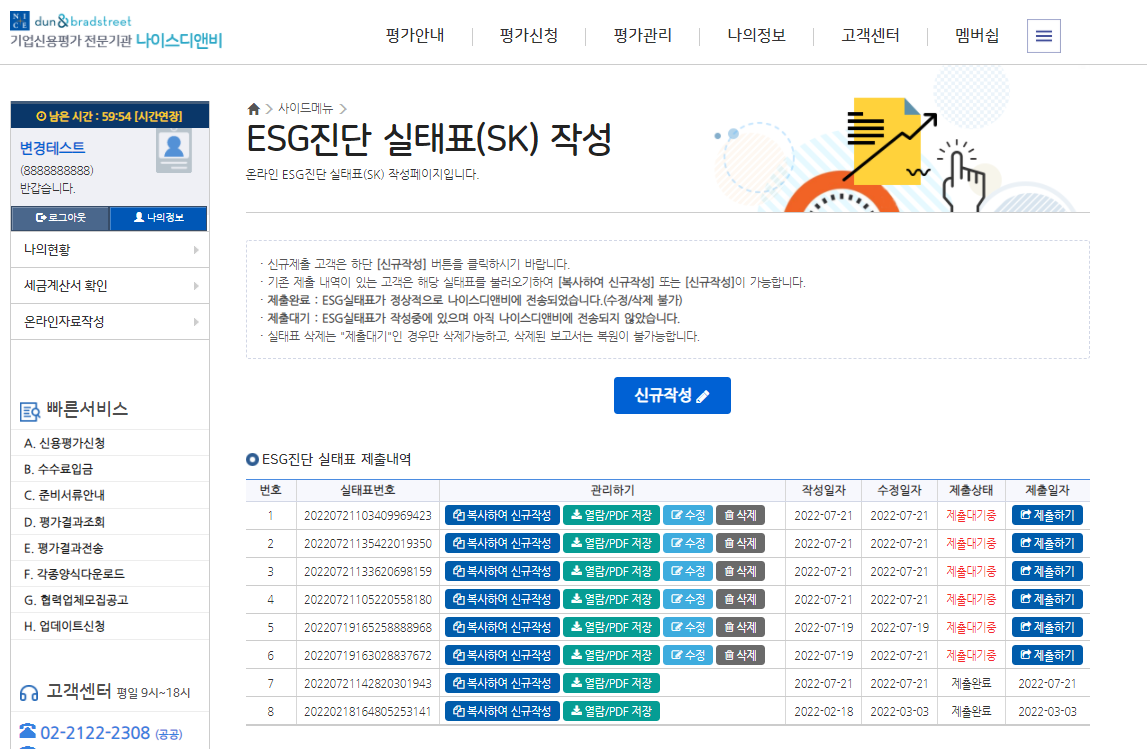 NICE dun&bradstreet
기업신용평가 전문기관 나이스디앤비
평가안내 평가신청 평가관리 나의정보 고객센터 멤버쉽
남은 시간 : 59:54 [시간연장]
변경테스트
(8888888888)
반갑습니다.
로그아웃 나의정보
나의현황
세금계산서 확인
온라인자료작성
빠른서비스
A. 신용평가신청
B. 수수료입금
C. 준비서류안내
D. 평가결과조회
E. 평가결과전송
F. 각종양식다운로드
G. 협력업체모집공고
H. 업데이트신청
고객센터 평일 9시~18시
02-2122-2308 (공공)
사이드메뉴
ESG진단 실태표(SK) 작성
온라인 ESG진단 실태표(SK) 작성페이지입니다.
· 신규제출 고객은 하단 [신규작성] 버튼을 클릭하시기 바랍니다.
· 기존 제출 내역이 있는 고객은 해당 실태표를 불러오기하여 [복사하여 신규작성] 또는 [신규작성]이 가능합니다.
· 제출완료 : ESG실태표가 정상적으로 나이스디앤비에 전송되었습니다.(수정/삭제 불가)
· 제출대기 : ESG실태표가 작성중에 있으며 아직 나이스디앤비에 전송되지 않았습니다.
· 실태표 삭제는 "제출대기"인 경우만 삭제가능하고, 삭제된 보고서는 복원이 불가능합니다.
신규작성
ESG진단 실태표 제출내역
번호 실태표번호 관리하기 작성일자 수정일자 제출상태 제출일자
1 20220721103409969423 복사하여 신규작성 열람/PDF 저장 수정 삭제 2022-07-21 2022-07-21 제출대기중 제출하기
2 20220721135422019350 복사하여 신규작성 열람/PDF 저장 수정 삭제 2022-07-21 2022-07-21 제출대기중 제출하기
3 20220721133620698159 복사하여 신규작성 열람/PDF 저장 수정 삭제 2022-07-21 2022-07-21 제출대기중 제출하기
4 20220721105220558180 복사하여 신규작성 열람/PDF 저장 수정 삭제 2022-07-21 2022-07-21 제출대기중 제출하기
5 20220719165258888968 복사하여 신규작성 열람/PDF 저장 수정 삭제 2022-07-19 2022-07-19 제출대기중 제출하기
6 20220719163028837672 복사하여 신규작성 열람/PDF 저장 수정 삭제 2022-07-19 2022-07-21 제출대기중 제출하기
7 20220721142820301943 복사하여 신규작성 열람/PDF 저장 2022-07-21 2022-07-21 제출완료 2022-07-21
8 20220218164805253141 복사하여 신규작성 열람/PDF 저장 2022-02-18 2022-03-03 제출완료 2022-03-03